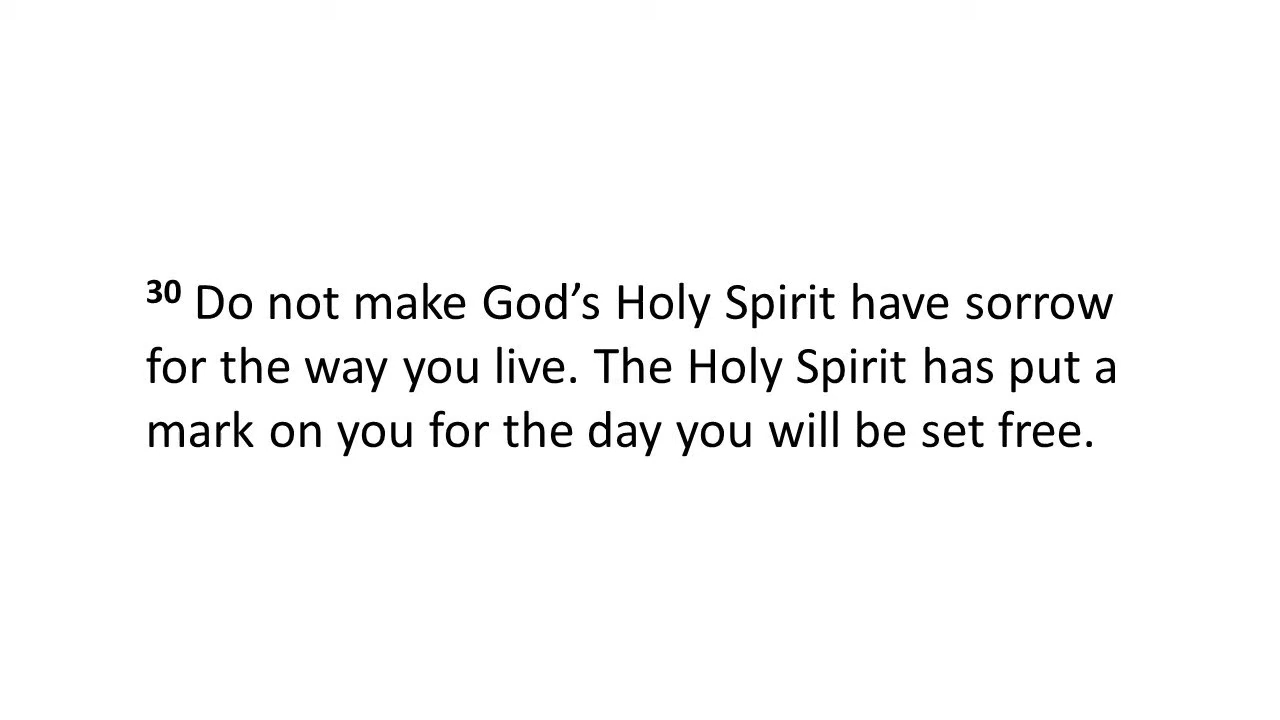 30 Do not make God’s Holy Spirit have sorrow
for the way you live. The Holy Spirit has put a
mark on you for the day you will be set free.